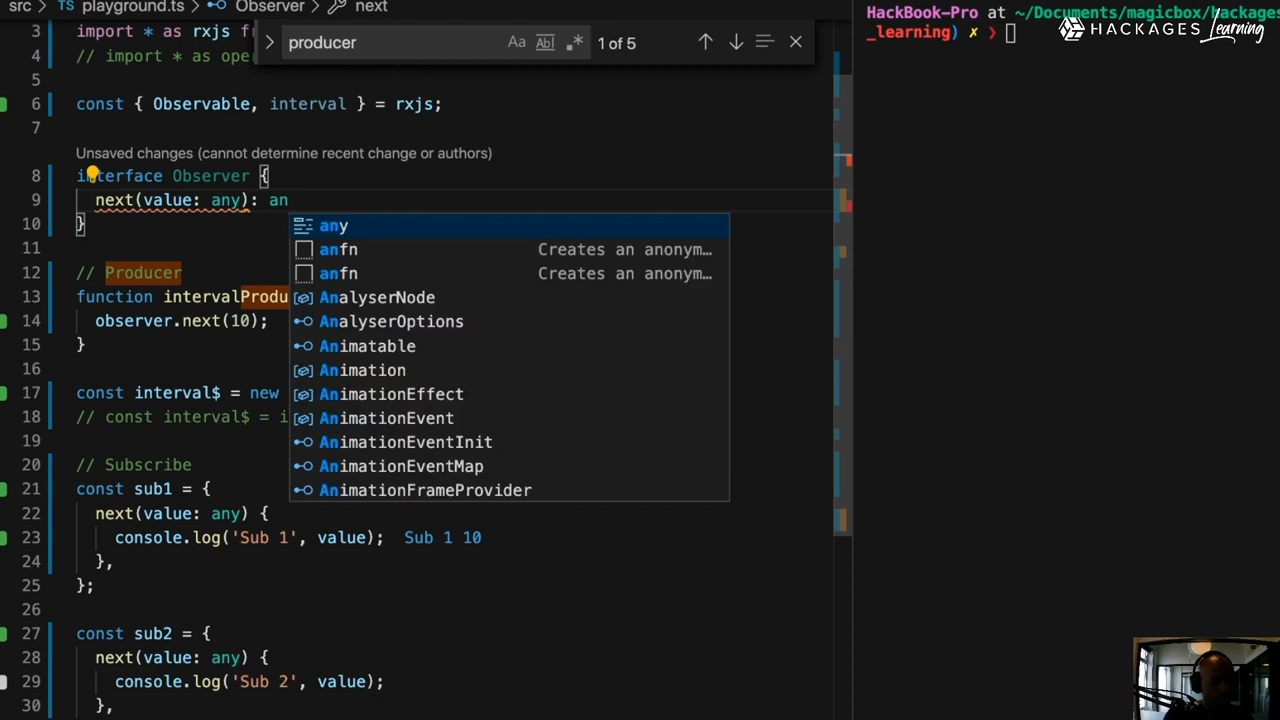 src > TS playground.ts > Observer > next
HackBook-Pro at ~/Documents/magicbox/hackages
_learning) ✗ ❯
HACKAGES Learning
producer
Aa Abl .* 1 of 5
3 import * as rxjs f
4 // import * as ope
5
6 const { Observable, interval } = rxjs;
7
Unsaved changes (cannot determine recent change or authors)
8 interface Observer {
9 next(value: any): an
10 }
any
anfn Creates an anonym…
anfn Creates an anonym…
AnalyserNode
AnalyserOptions
Animatable
Animation
AnimationEffect
AnimationEvent
AnimationEventInit
AnimationEventMap
AnimationFrameProvider
11
12 // Producer
13 function intervalProdu
14 observer.next(10);
15 }
16
17 const interval$ = new
18 // const interval$ = i
19
20 // Subscribe
21 const sub1 = {
22 next(value: any) {
23 console.log('Sub 1', value); Sub 1 10
24 },
25 };
26
27 const sub2 = {
28 next(value: any) {
29 console.log('Sub 2', value);
30 },